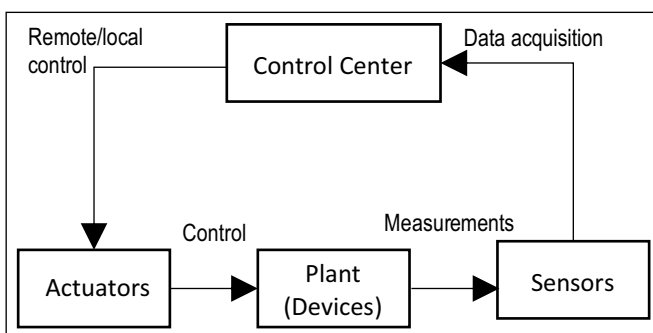 Remote/local
control
Control Center
Data acquisition
Control
Measurements
Actuators
Plant
(Devices)
Sensors